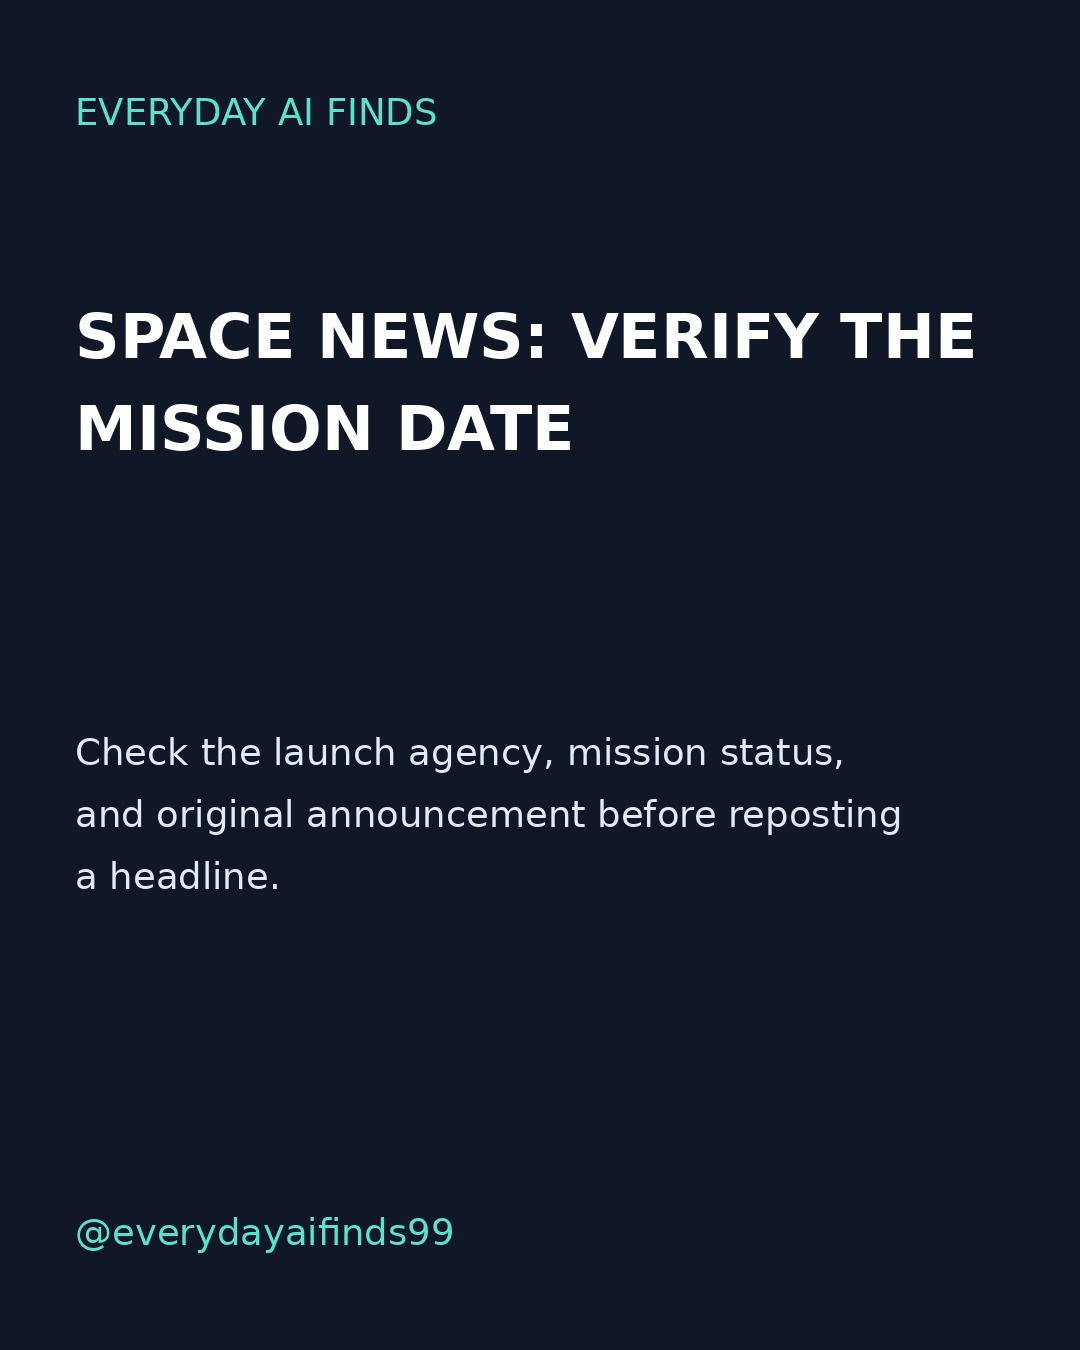 EVERYDAY AI FINDS
SPACE NEWS: VERIFY THE
MISSION DATE
Check the launch agency, mission status,
and original announcement before reposting
a headline.
@everydayaifinds99